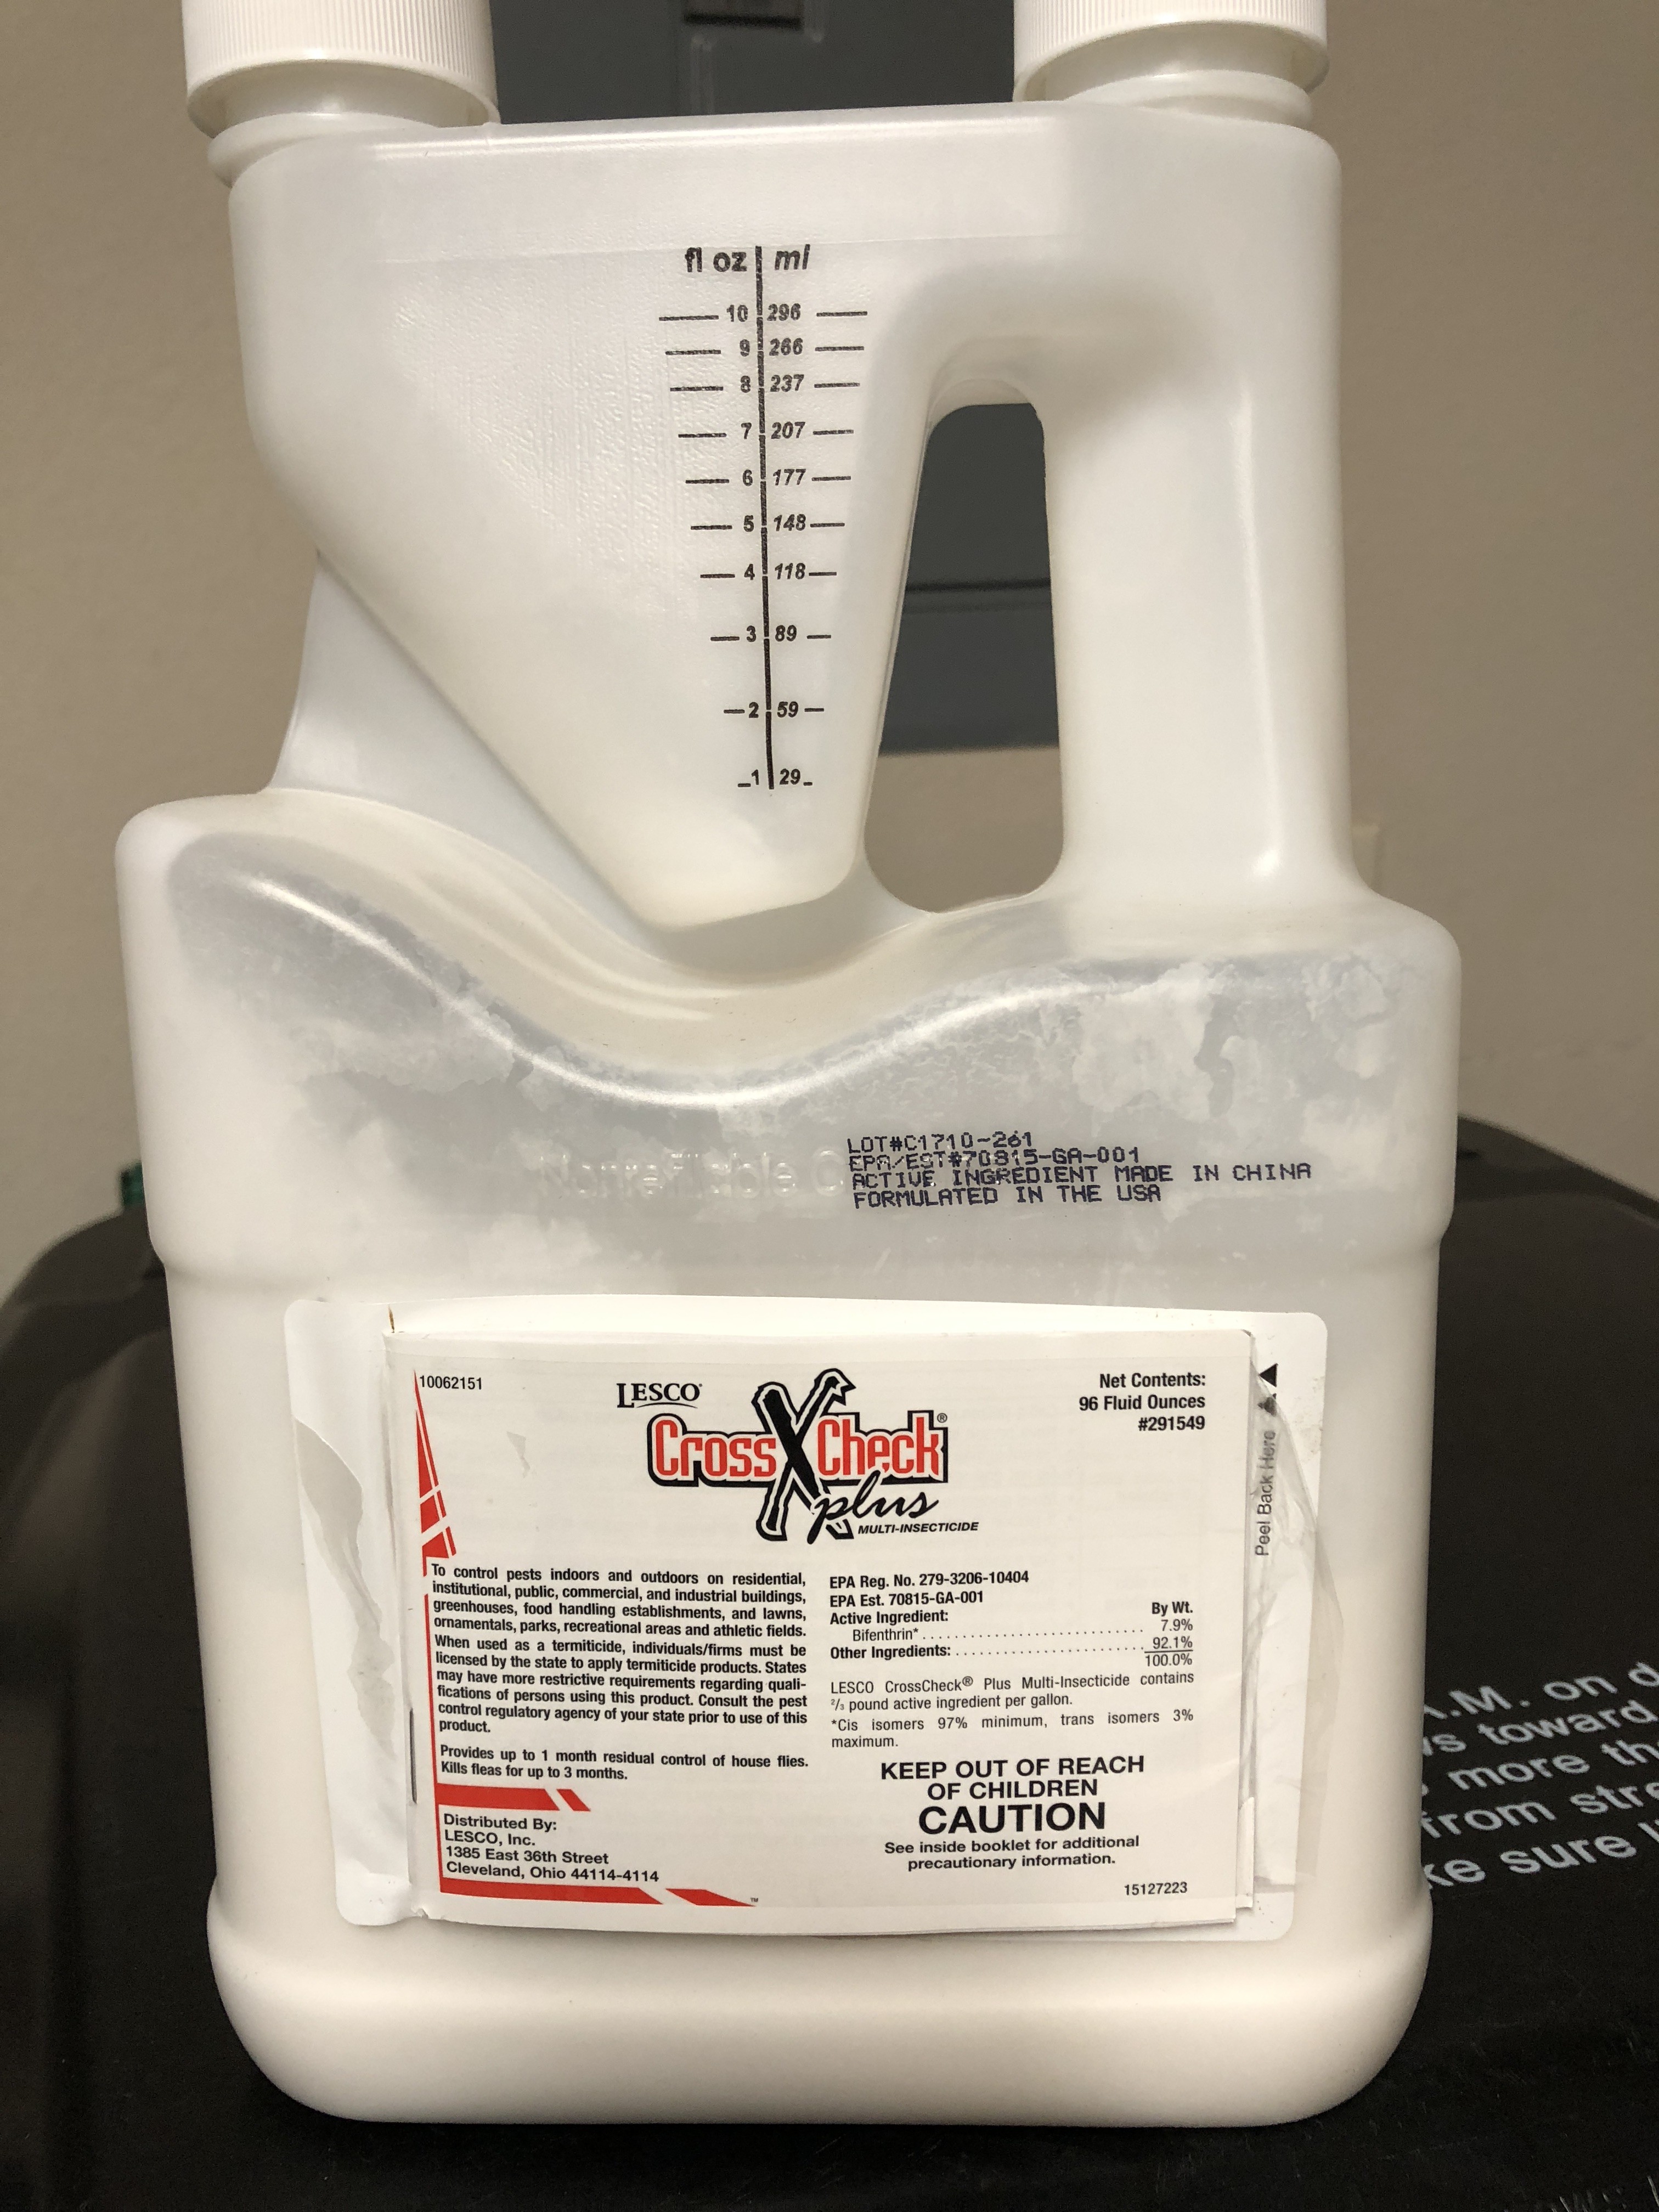 fl oz ml
10 296
9 266
8 237
7 207
6 177
5 148
4 118
3 89
2 59
1 29
Nonrefillable
LOT#C1710-261
EPA/EST#70815-GA-001
ACTIVE INGREDIENT MADE IN CHINA
FORMULATED IN THE USA
10062151
LESCO®
CrossXCheck®
plus
MULTI-INSECTICIDE
Net Contents:
96 Fluid Ounces
#291549
Peel Back Here
To control pests indoors and outdoors on residential,
institutional, public, commercial, and industrial buildings,
greenhouses, food handling establishments, and lawns,
ornamentals, parks, recreational areas and athletic fields.
When used as a termiticide, individuals/firms must be
licensed by the state to apply termiticide products. States
may have more restrictive requirements regarding quali-
fications of persons using this product. Consult the pest
control regulatory agency of your state prior to use of this
product.
Provides up to 1 month residual control of house flies.
Kills fleas for up to 3 months.
Distributed By:
LESCO, Inc.
1385 East 36th Street
Cleveland, Ohio 44114-4114
™
EPA Reg. No. 279-3206-10404
EPA Est. 70815-GA-001
Active Ingredient: By Wt.
Bifenthrin* 7.9%
Other Ingredients: 92.1%
100.0%
LESCO CrossCheck® Plus Multi-Insecticide contains
2/3 pound active ingredient per gallon.
*Cis isomers 97% minimum, trans isomers 3%
maximum.
KEEP OUT OF REACH
OF CHILDREN
CAUTION
See inside booklet for additional
precautionary information.
15127223
.M. on
toward
more
from
sure